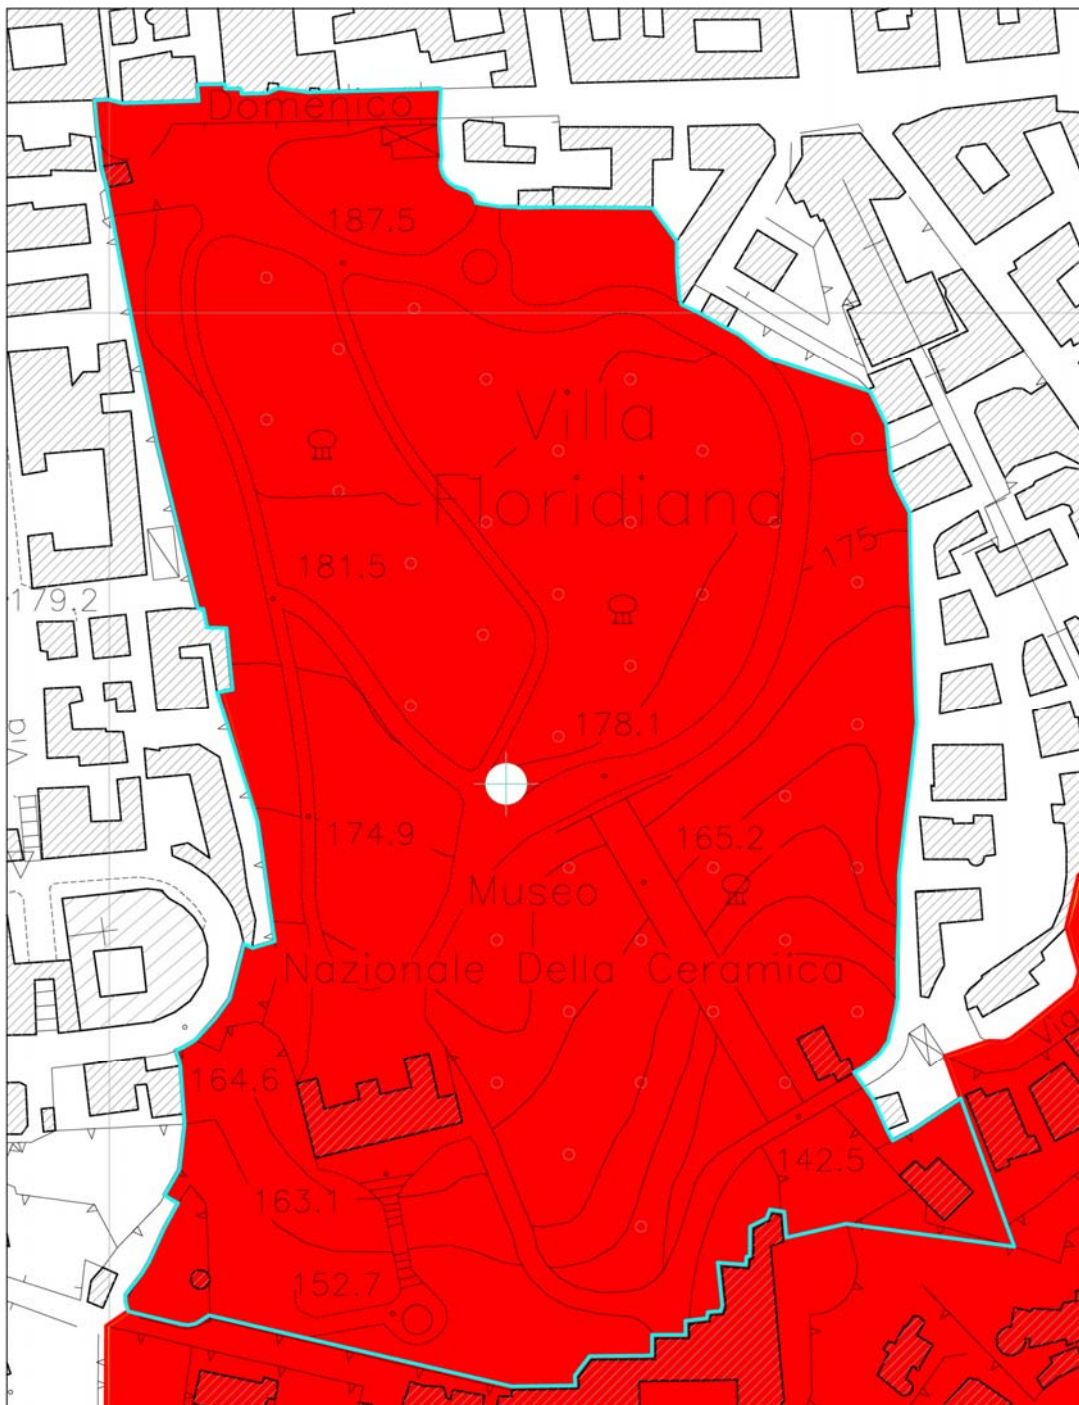 Domenico
187.5
Villa
Floridiana
175
181.5
179.2
178.1
Via
174.9
165.2
Museo
Nazionale Della Ceramica
Via
164.6
142.5
163.1
152.7